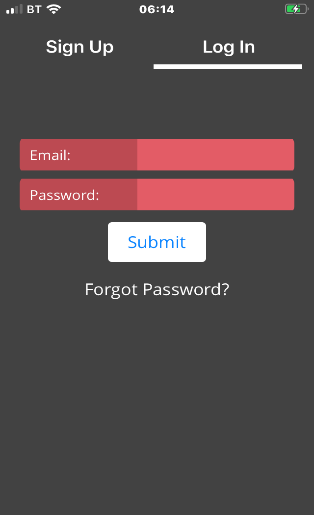 BT 06:14
Sign Up Log In
Email:
Password:
Submit
Forgot Password?